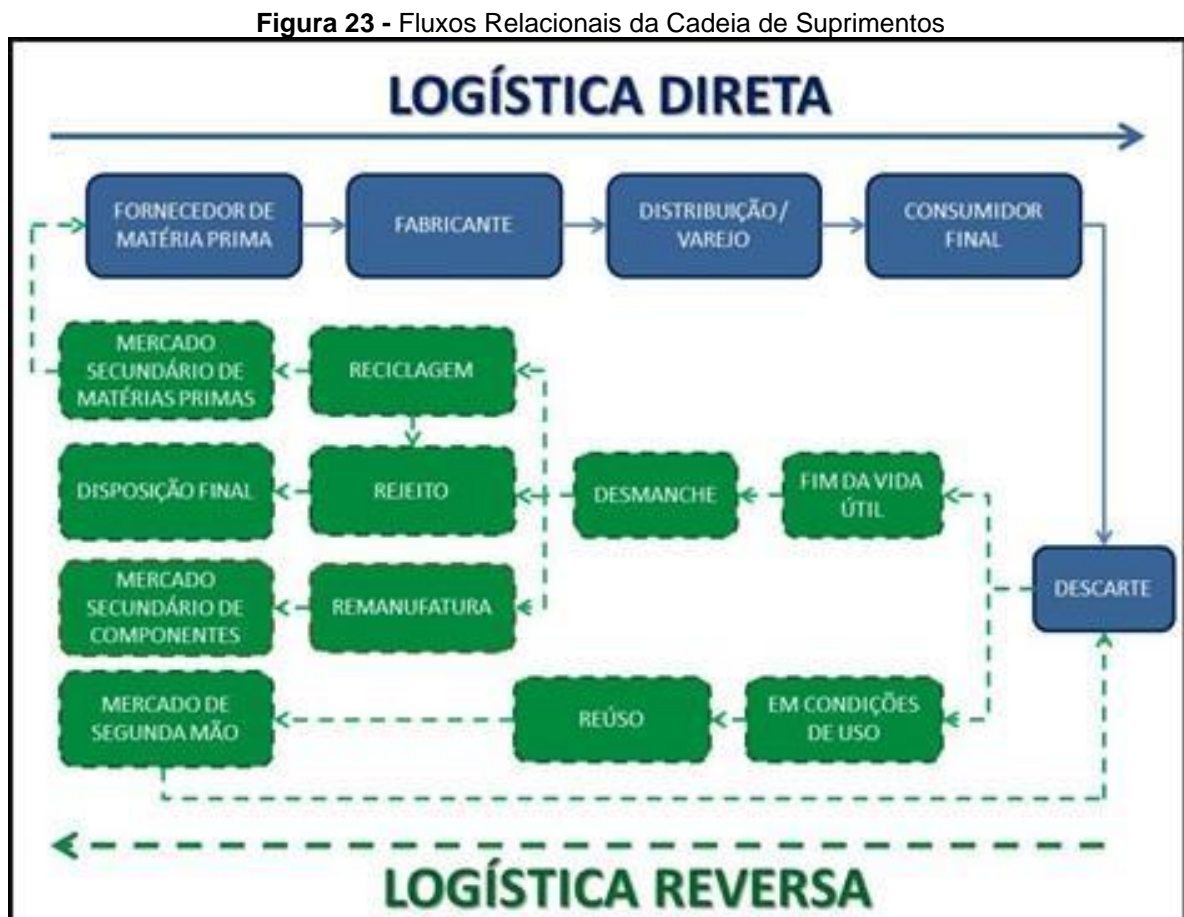 Figura 23 - Fluxos Relacionais da Cadeia de Suprimentos
LOGÍSTICA DIRETA
FORNECEDOR DE
MATÉRIA PRIMA
FABRICANTE
DISTRIBUIÇÃO /
VAREJO
CONSUMIDOR
FINAL
MERCADO
SECUNDÁRIO DE
MATÉRIAS PRIMAS
RECICLAGEM
DISPOSIÇÃO FINAL
REJEITO
DESMANCHE
FIM DA VIDA
ÚTIL
DESCARTE
MERCADO
SECUNDÁRIO DE
COMPONENTES
REMANUFATURA
MERCADO DE
SEGUNDA MÃO
REÚSO
EM CONDIÇÕES
DE USO
LOGÍSTICA REVERSA